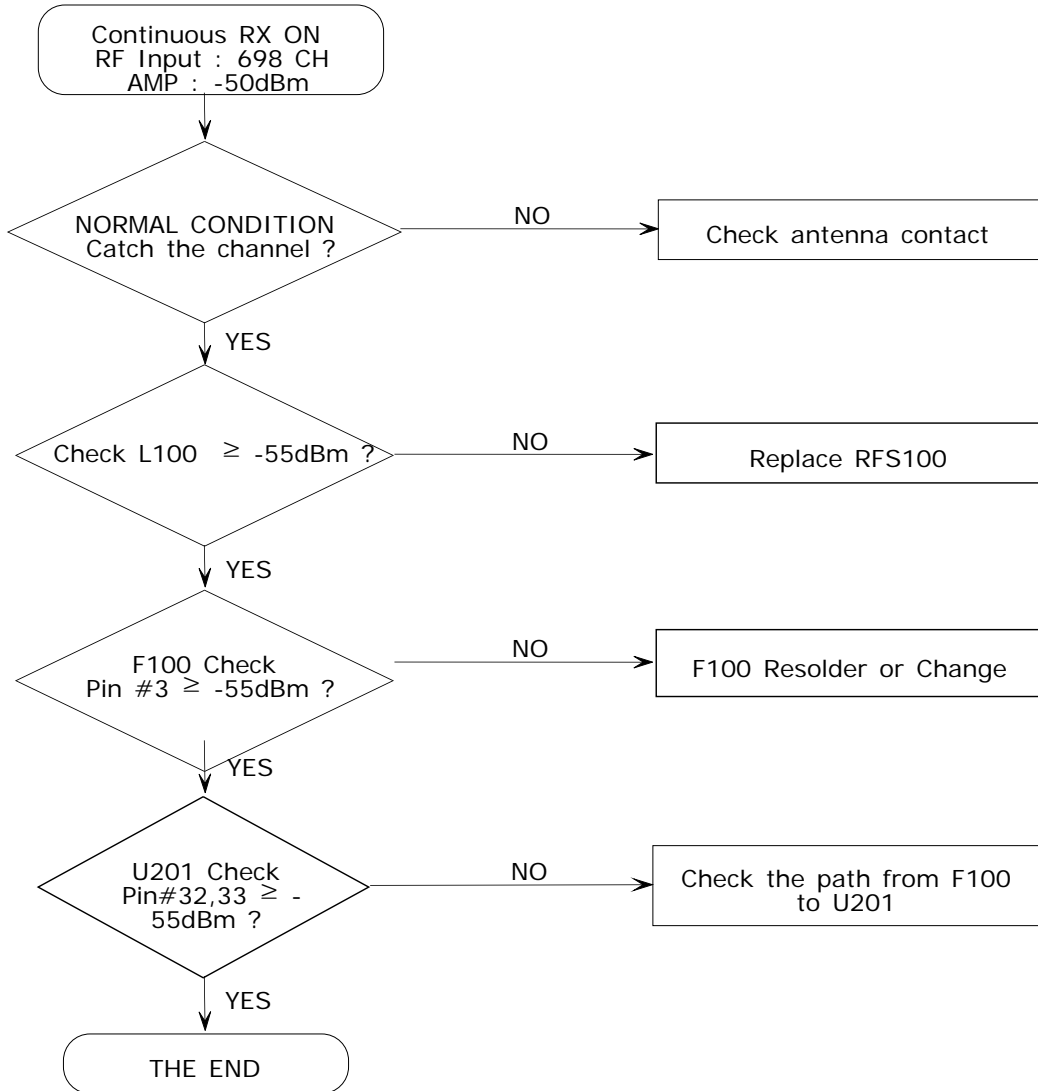 Continuous RX ON
RF Input : 698 CH
AMP : -50dBm
NORMAL CONDITION
Catch the channel ?
NO
Check antenna contact
YES
Check L100 ≥ -55dBm ?
NO
Replace RFS100
YES
F100 Check
Pin #3 ≥ -55dBm ?
NO
F100 Resolder or Change
YES
U201 Check
Pin#32,33 ≥ -
55dBm ?
NO
Check the path from F100
to U201
YES
THE END